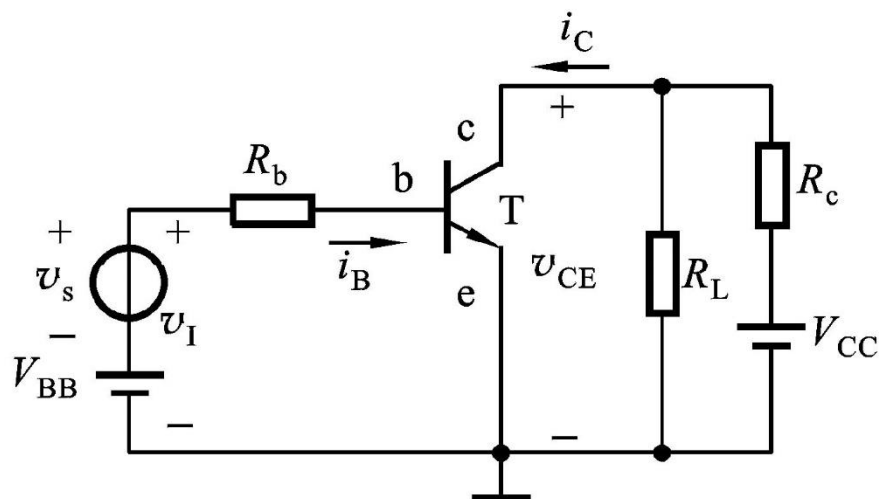 i_C
+
c
R_b
b
T
R_c
+
+
i_B
v_s
v_CE
R_L
e
−
v_I
V_BB
V_CC
−
−